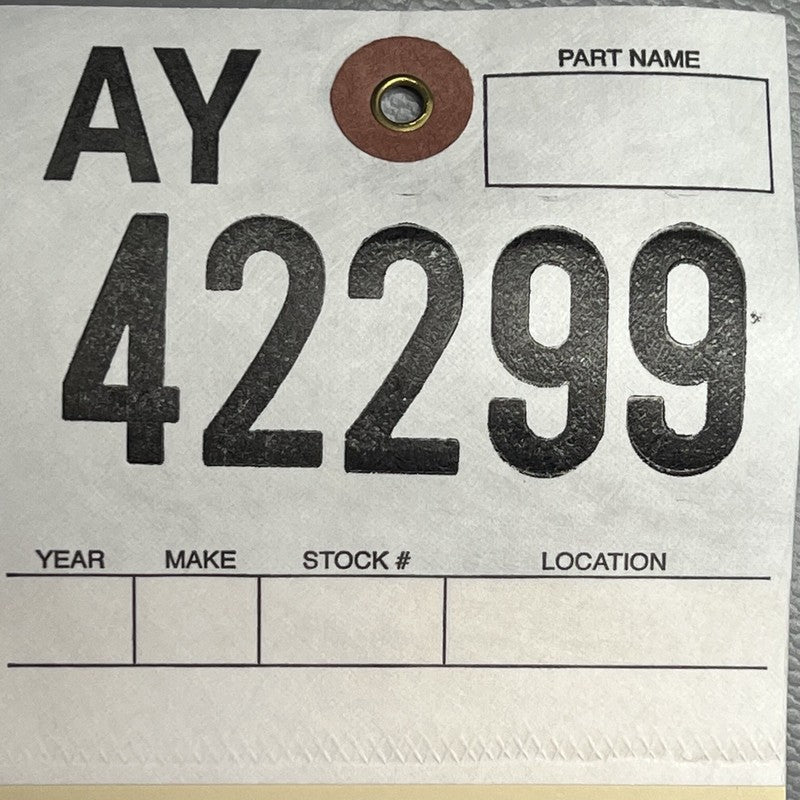 AY
PART NAME
42299
YEAR MAKE STOCK # LOCATION